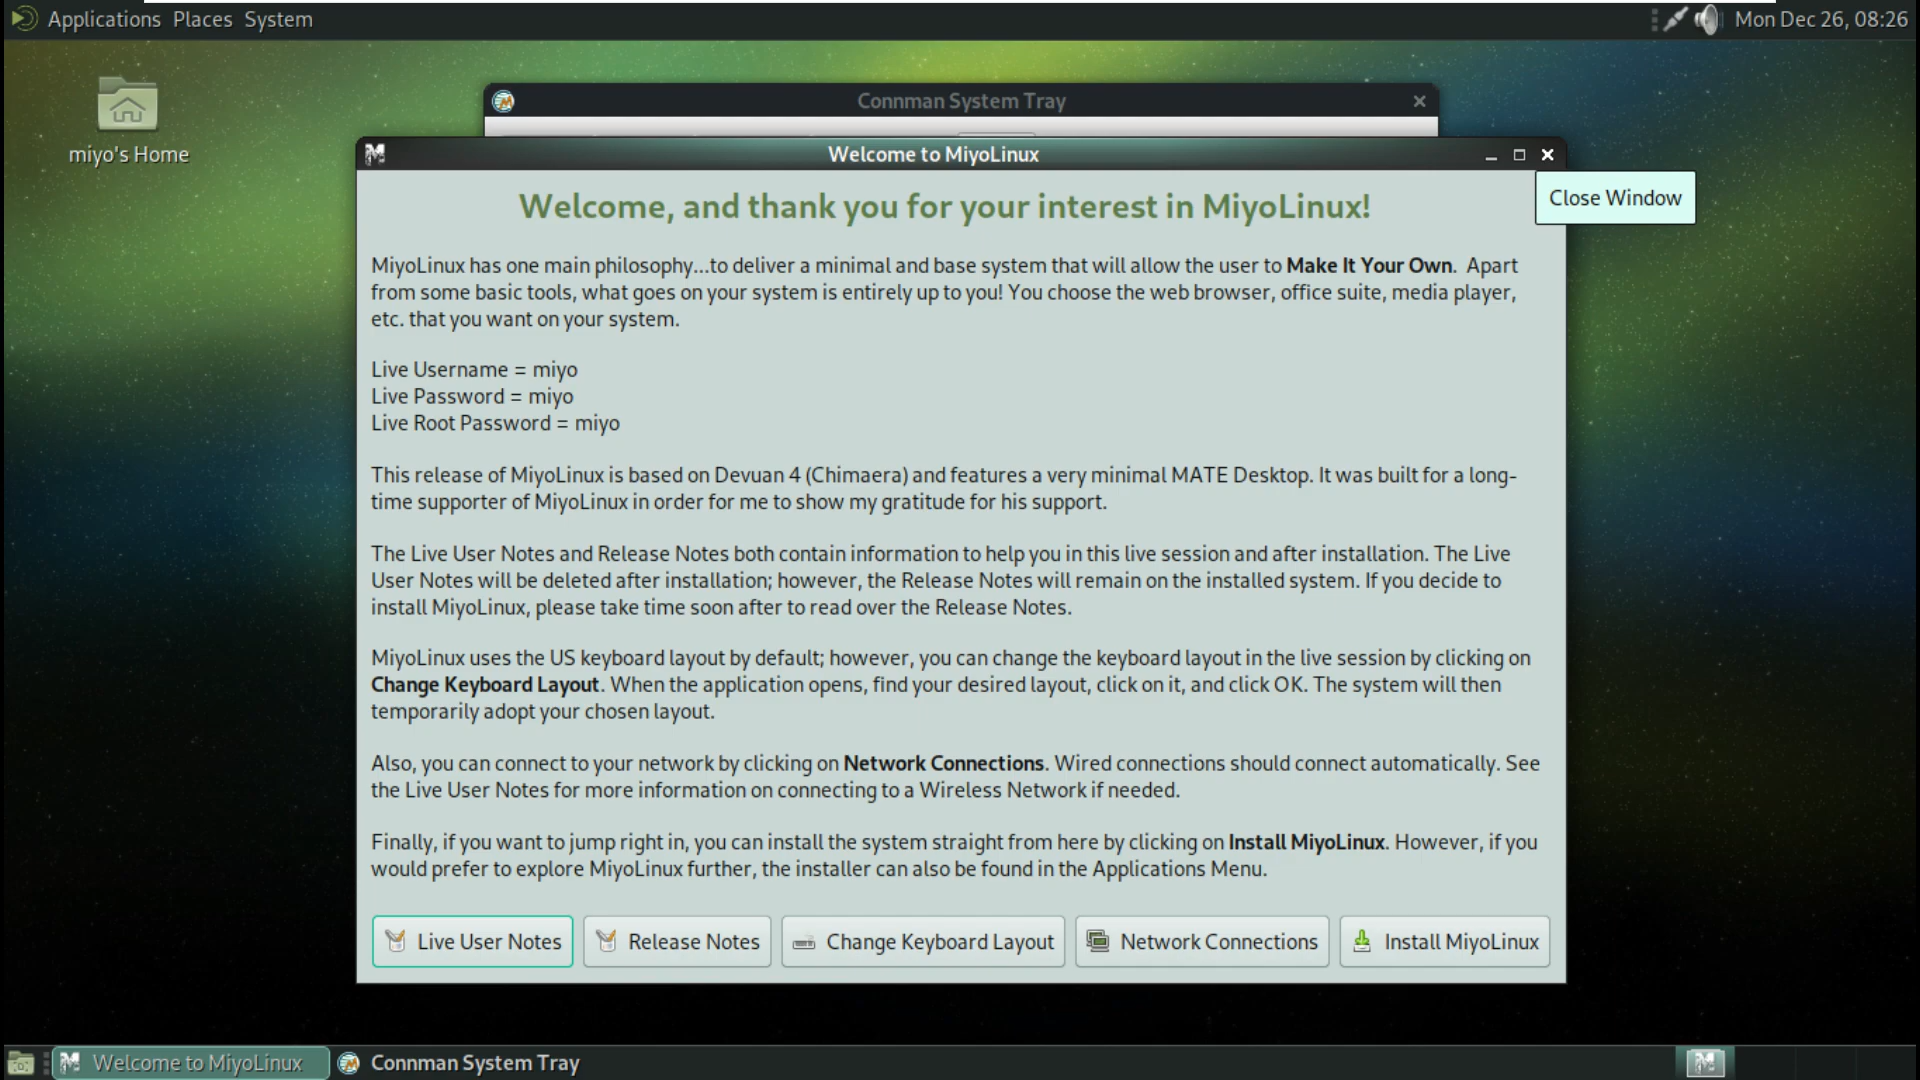 Applications Places System
Mon Dec 26, 08:26
miyo's Home
Connman System Tray
Welcome to MiyoLinux
Close Window
Welcome, and thank you for your interest in MiyoLinux!
MiyoLinux has one main philosophy...to deliver a minimal and base system that will allow the user to Make It Your Own. Apart
from some basic tools, what goes on your system is entirely up to you! You choose the web browser, office suite, media player,
etc. that you want on your system.
Live Username = miyo
Live Password = miyo
Live Root Password = miyo
This release of MiyoLinux is based on Devuan 4 (Chimaera) and features a very minimal MATE Desktop. It was built for a long-
time supporter of MiyoLinux in order for me to show my gratitude for his support.
The Live User Notes and Release Notes both contain information to help you in this live session and after installation. The Live
User Notes will be deleted after installation; however, the Release Notes will remain on the installed system. If you decide to
install MiyoLinux, please take time soon after to read over the Release Notes.
MiyoLinux uses the US keyboard layout by default; however, you can change the keyboard layout in the live session by clicking on
Change Keyboard Layout. When the application opens, find your desired layout, click on it, and click OK. The system will then
temporarily adopt your chosen layout.
Also, you can connect to your network by clicking on Network Connections. Wired connections should connect automatically. See
the Live User Notes for more information on connecting to a Wireless Network if needed.
Finally, if you want to jump right in, you can install the system straight from here by clicking on Install MiyoLinux. However, if you
would prefer to explore MiyoLinux further, the installer can also be found in the Applications Menu.
Live User Notes
Release Notes
Change Keyboard Layout
Network Connections
Install MiyoLinux
Welcome to MiyoLinux
Connman System Tray